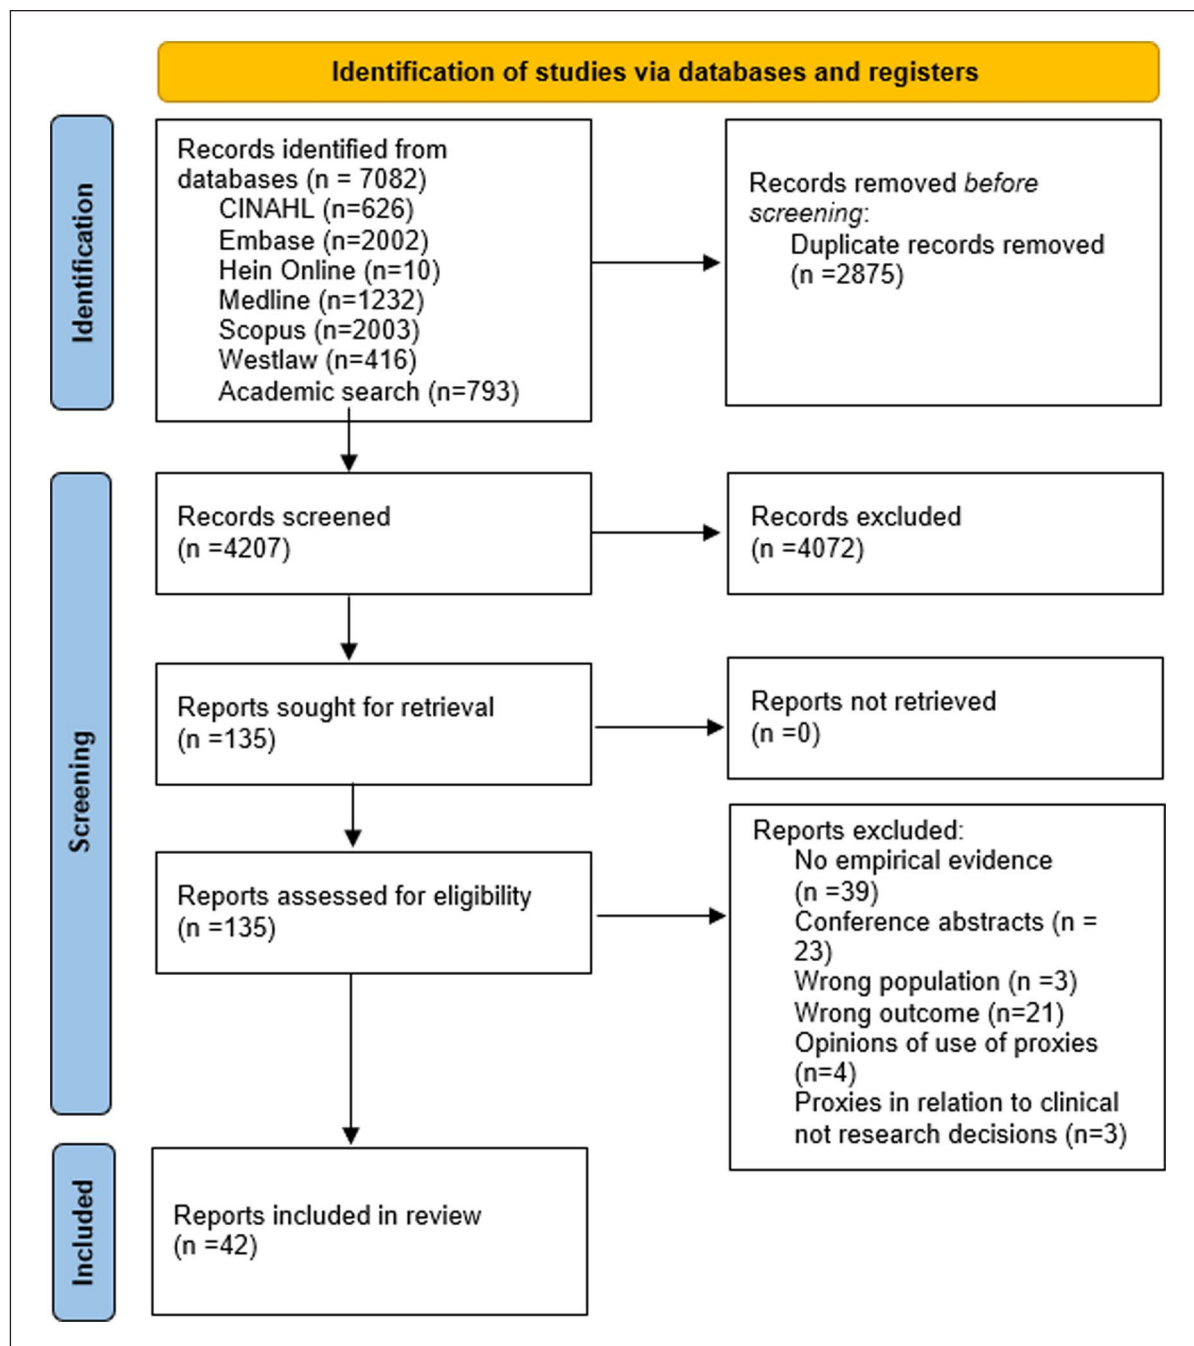 Identification of studies via databases and registers
Identification
Records identified from
databases (n = 7082)
CINAHL (n=626)
Embase (n=2002)
Hein Online (n=10)
Medline (n=1232)
Scopus (n=2003)
Westlaw (n=416)
Academic search (n=793)
Records removed before
screening:
Duplicate records removed
(n =2875)
Screening
Records screened
(n =4207)
Records excluded
(n =4072)
Reports sought for retrieval
(n =135)
Reports not retrieved
(n =0)
Reports assessed for eligibility
(n =135)
Reports excluded:
No empirical evidence
(n =39)
Conference abstracts (n =
23)
Wrong population (n =3)
Wrong outcome (n=21)
Opinions of use of proxies
(n=4)
Proxies in relation to clinical
not research decisions (n=3)
Included
Reports included in review
(n =42)